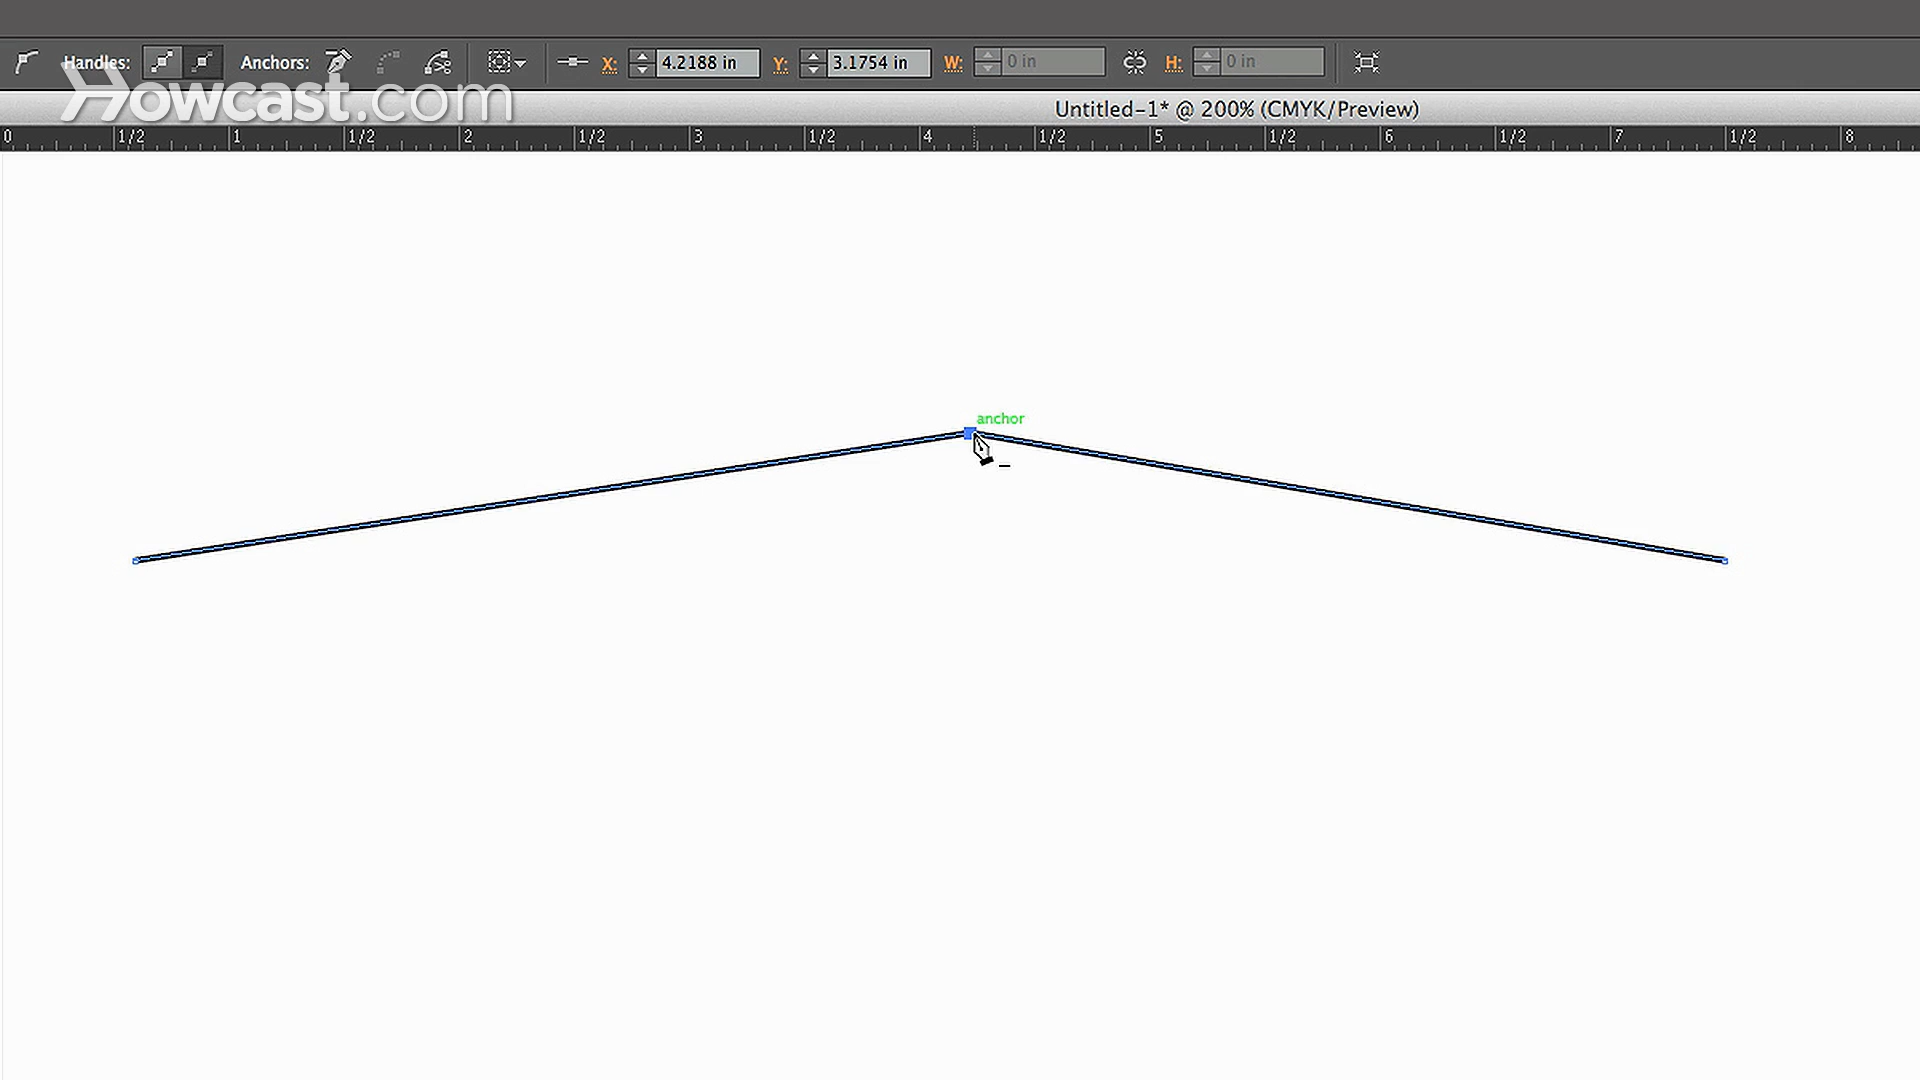 Handles: Anchors: X: 4.2188 in Y: 3.1754 in W: 0 in H: 0 in
Howcast.com
Untitled-1* @ 200% (CMYK/Preview)
0 1/2 1 1/2 2 1/2 3 1/2 4 1/2 5 1/2 6 1/2 7 1/2 8
anchor